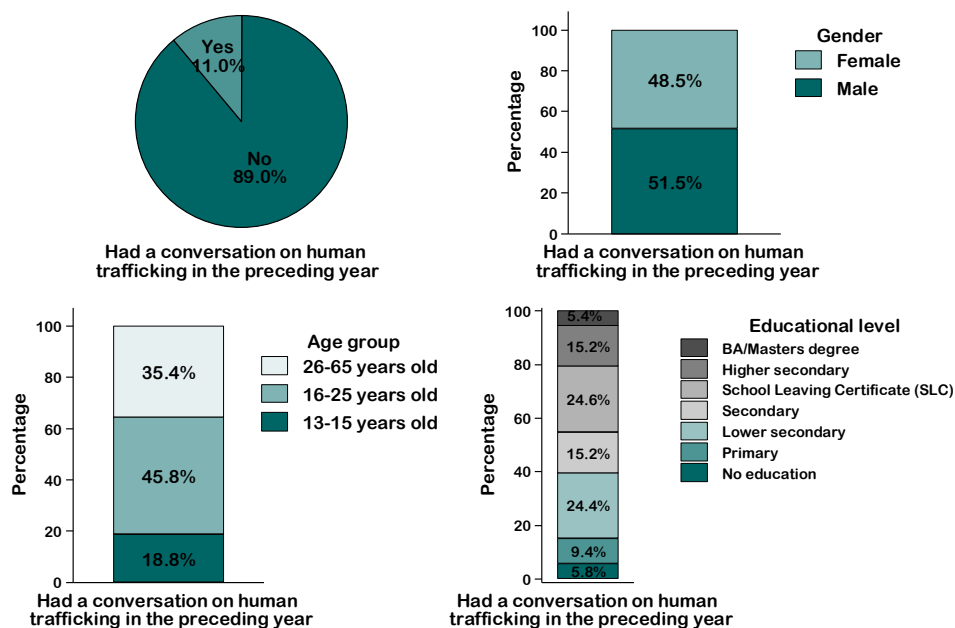 Yes
11.0%
No
89.0%
Had a conversation on human
trafficking in the preceding year
Percentage
100
80
60
40
20
0
48.5%
51.5%
Gender
Female
Male
Had a conversation on human
trafficking in the preceding year
Percentage
100
80
60
40
20
0
35.4%
45.8%
18.8%
Age group
26-65 years old
16-25 years old
13-15 years old
Had a conversation on human
trafficking in the preceding year
Percentage
100
80
60
40
20
0
5.4%
15.2%
24.6%
15.2%
24.4%
9.4%
5.8%
Educational level
BA/Masters degree
Higher secondary
School Leaving Certificate (SLC)
Secondary
Lower secondary
Primary
No education
Had a conversation on human
trafficking in the preceding year